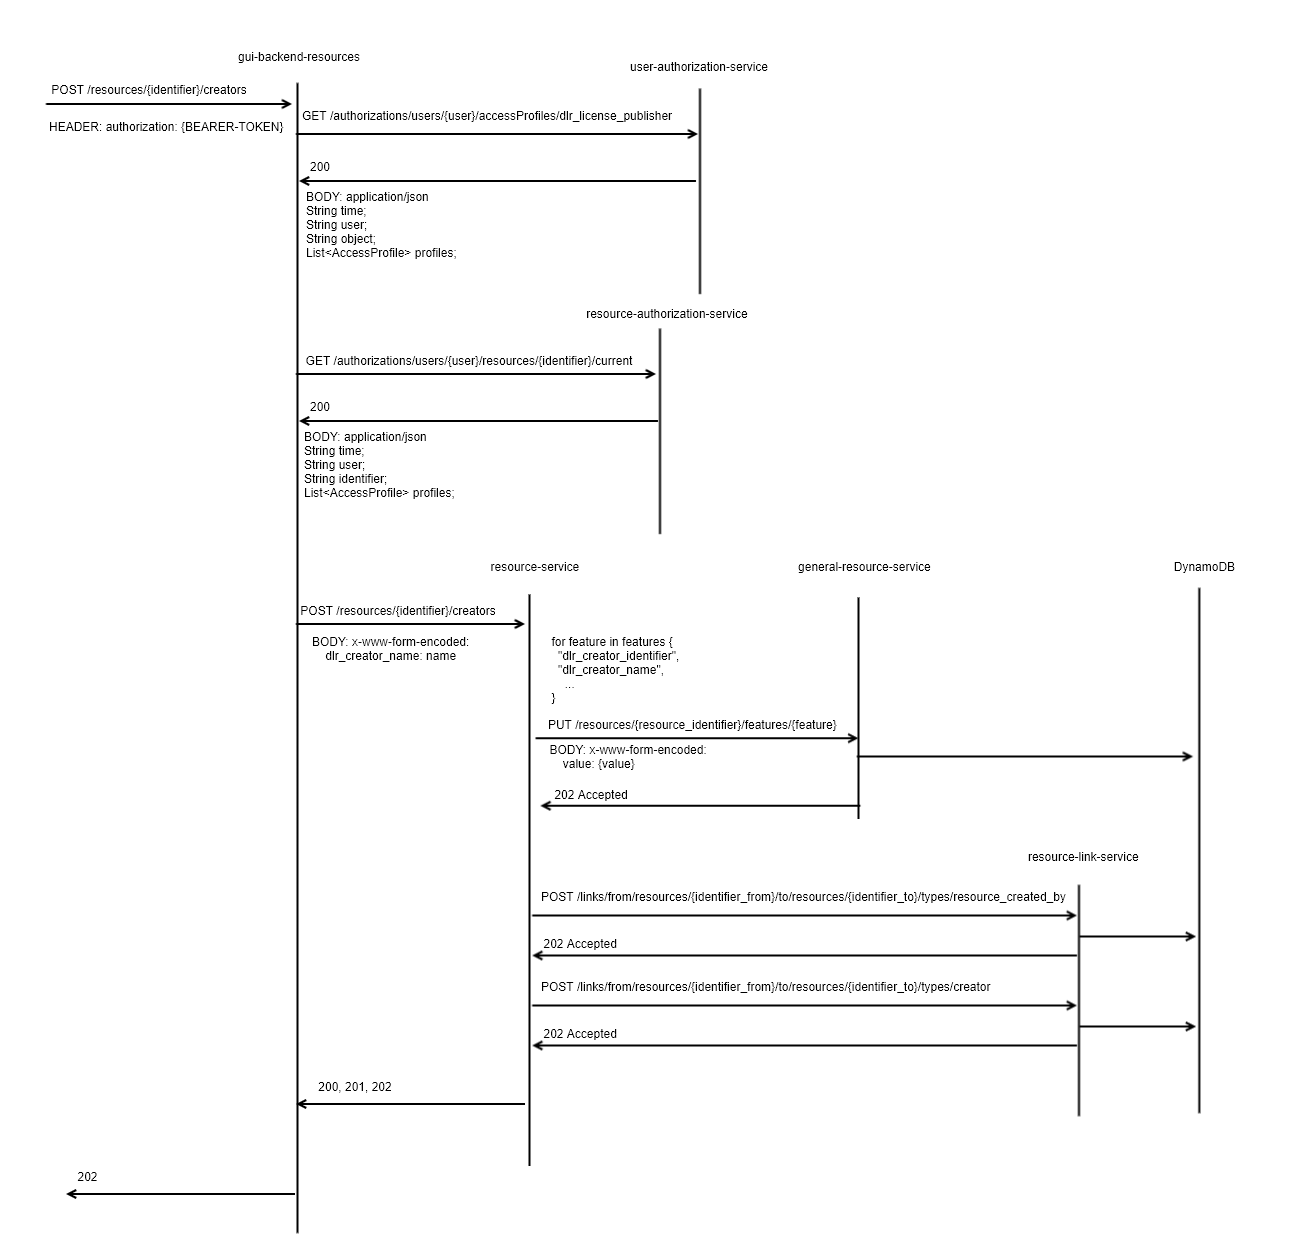 gui-backend-resources
user-authorization-service
POST /resources/{identifier}/creators
HEADER: authorization: {BEARER-TOKEN}
GET /authorizations/users/{user}/accessProfiles/dlr_license_publisher
200
BODY: application/json
String time;
String user;
String object;
List<AccessProfile> profiles;
resource-authorization-service
GET /authorizations/users/{user}/resources/{identifier}/current
200
BODY: application/json
String time;
String user;
String identifier;
List<AccessProfile> profiles;
resource-service
general-resource-service
DynamoDB
POST /resources/{identifier}/creators
BODY: x-www-form-encoded:
dlr_creator_name: name
for feature in features {
"dlr_creator_identifier",
"dlr_creator_name",
...
}
PUT /resources/{resource_identifier}/features/{feature}
BODY: x-www-form-encoded:
value: {value}
202 Accepted
resource-link-service
POST /links/from/resources/{identifier_from}/to/resources/{identifier_to}/types/resource_created_by
202 Accepted
POST /links/from/resources/{identifier_from}/to/resources/{identifier_to}/types/creator
202 Accepted
200, 201, 202
202